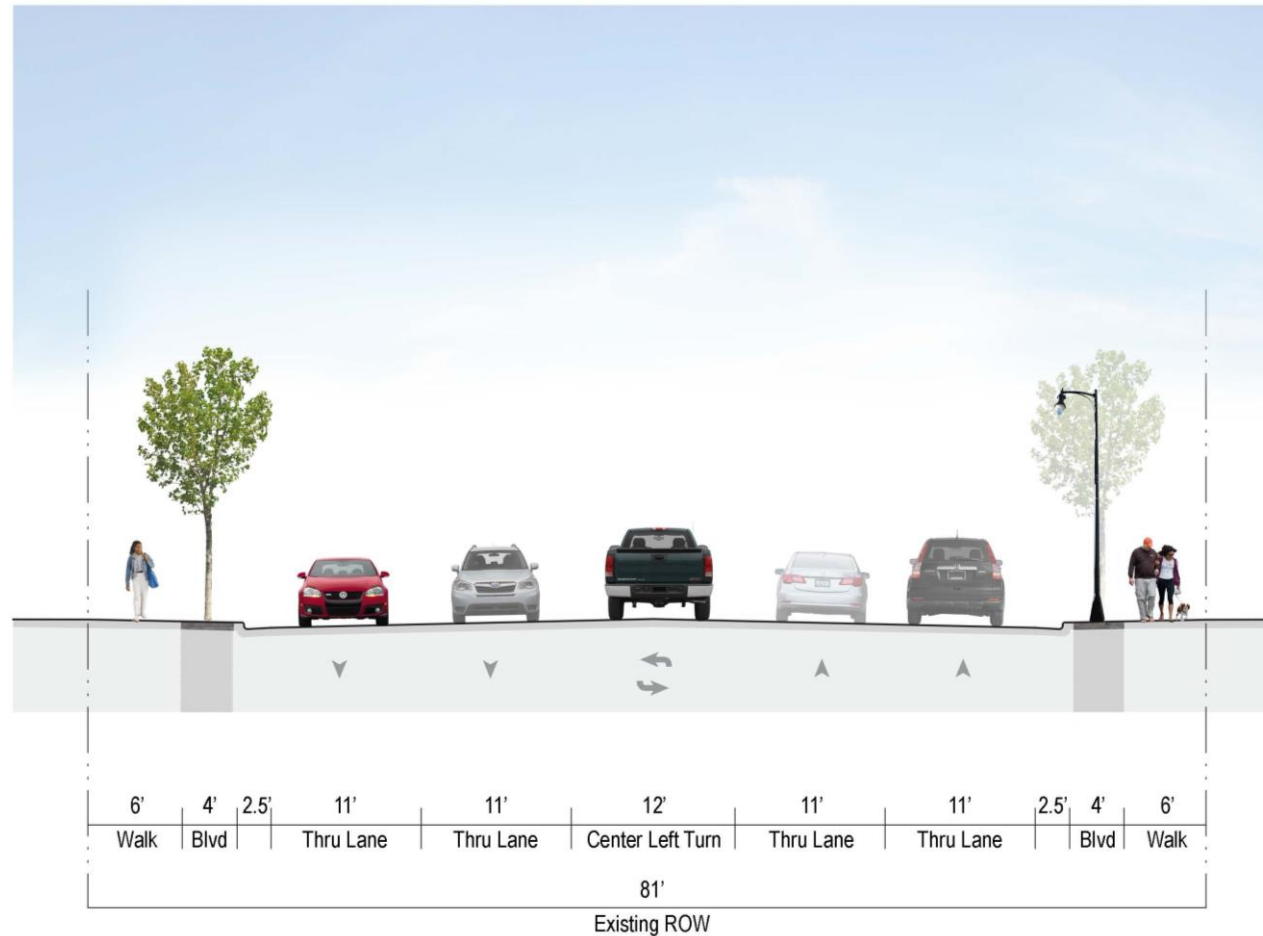 6' 4' 2.5' 11' 11' 12' 11' 11' 2.5' 4' 6'
Walk Blvd Thru Lane Thru Lane Center Left Turn Thru Lane Thru Lane Blvd Walk
81'
Existing ROW